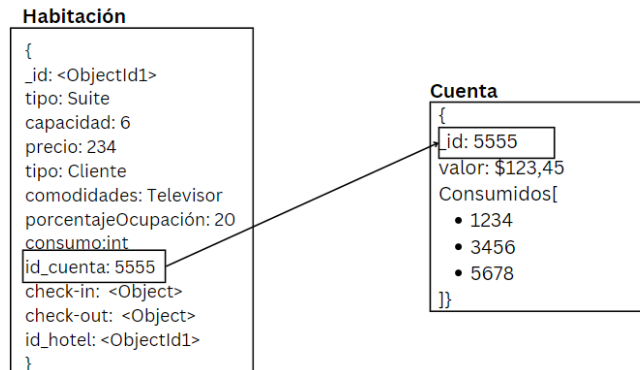 Habitación
{
_id: <ObjectId1>
tipo: Suite
capacidad: 6
precio: 234
tipo: Cliente
comodidades: Televisor
porcentajeOcupación: 20
consumo:int
id_cuenta: 5555
check-in: <Object>
check-out: <Object>
id_hotel: <ObjectId1>
}
Cuenta
{
_id: 5555
valor: $123,45
Consumidos[
• 1234
• 3456
• 5678
]}